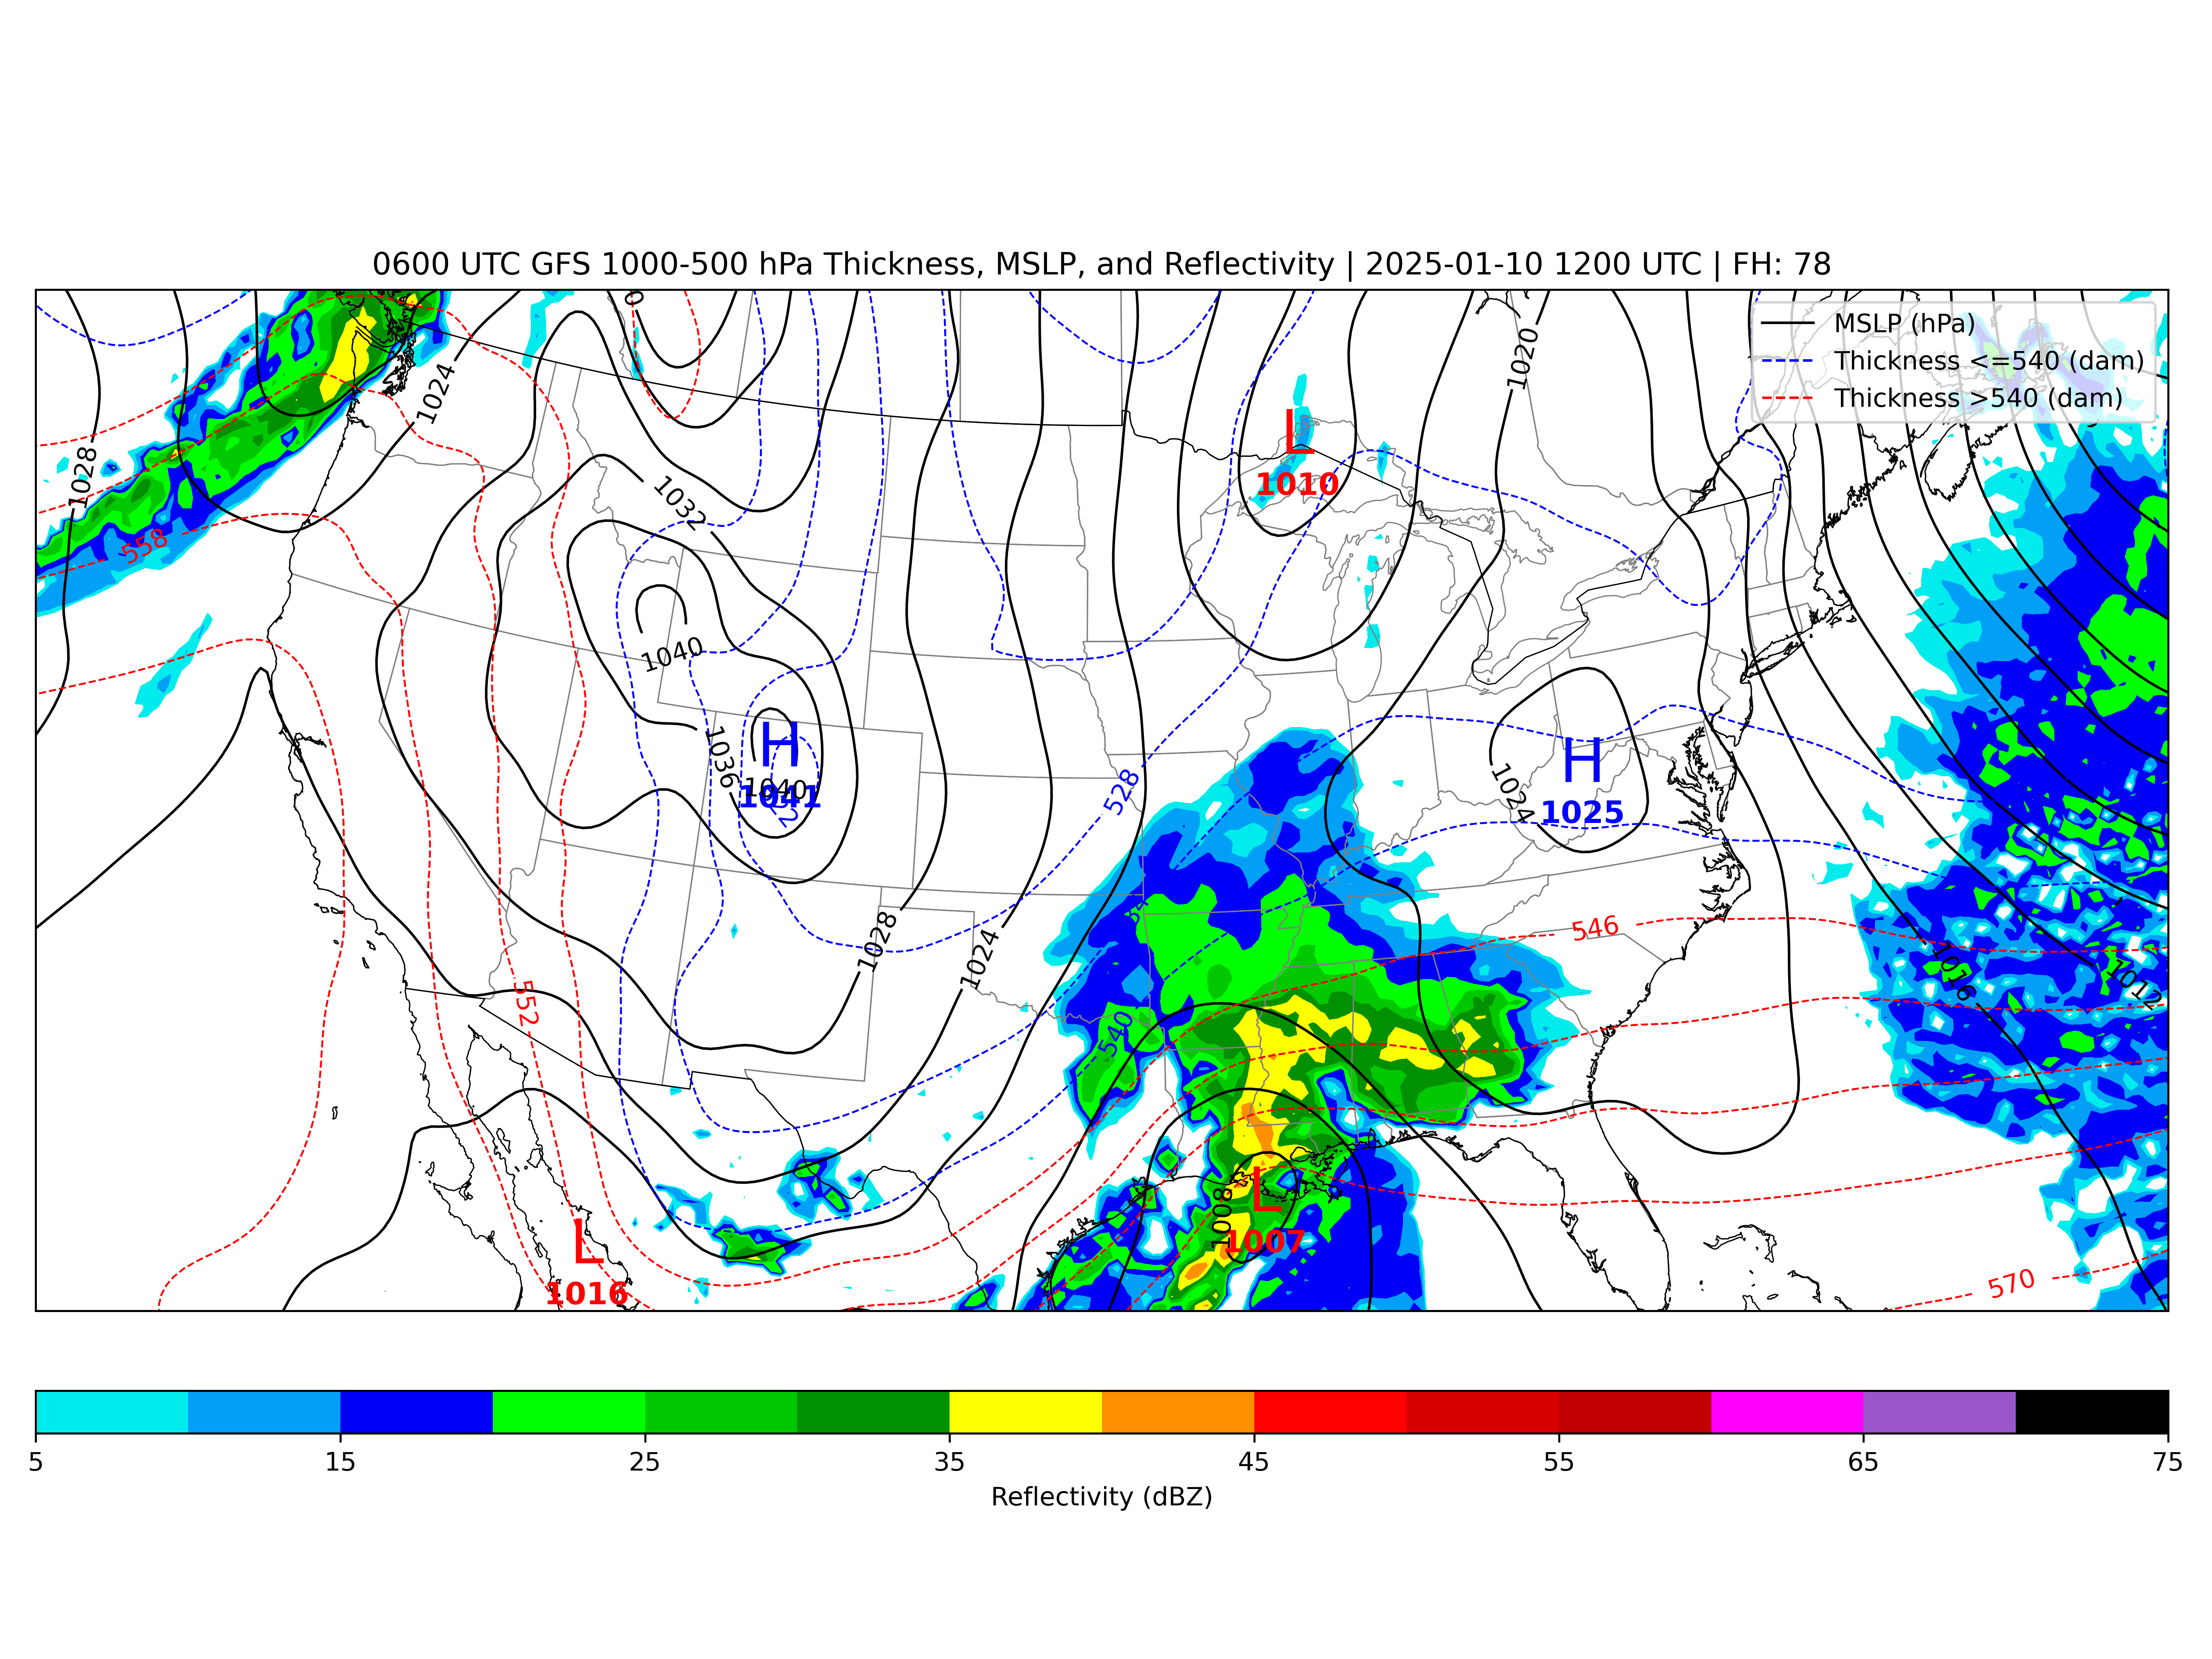 0600 UTC GFS 1000-500 hPa Thickness, MSLP, and Reflectivity | 2025-01-10 1200 UTC | FH: 78
MSLP (hPa)
Thickness <=540 (dam)
Thickness >540 (dam)
1020
1024
1028
L
1010
1032
558
1040
H
1041
1040
1036
528
H
1025
1024
546
1028
1024
552
540
1016
1012
L
1007
1008
L
1016
570
5 15 25 35 45 55 65 75
Reflectivity (dBZ)